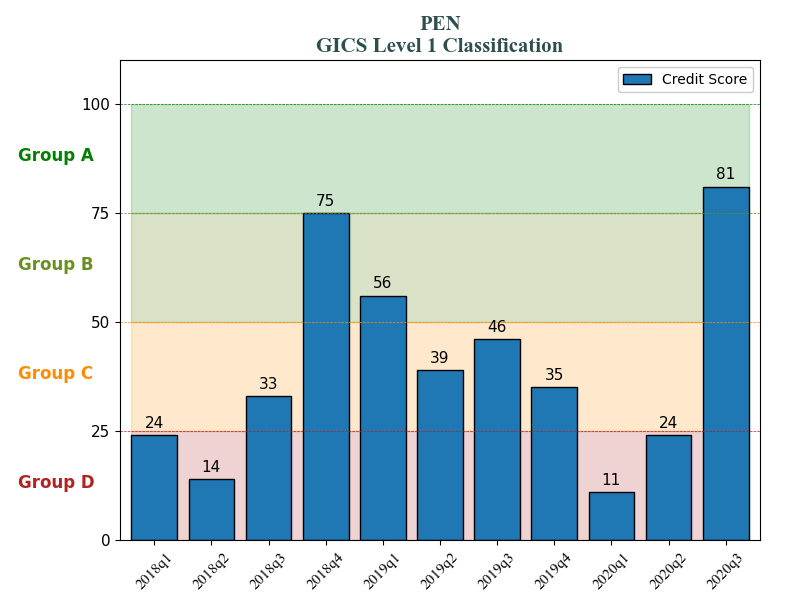 PEN
GICS Level 1 Classification
Credit Score
100
Group A
81
75
75
Group B
56
50
46
Group C
39
35
33
25
24
24
14
11
Group D
0
2018q1 2018q2 2018q3 2018q4 2019q1 2019q2 2019q3 2019q4 2020q1 2020q2 2020q3